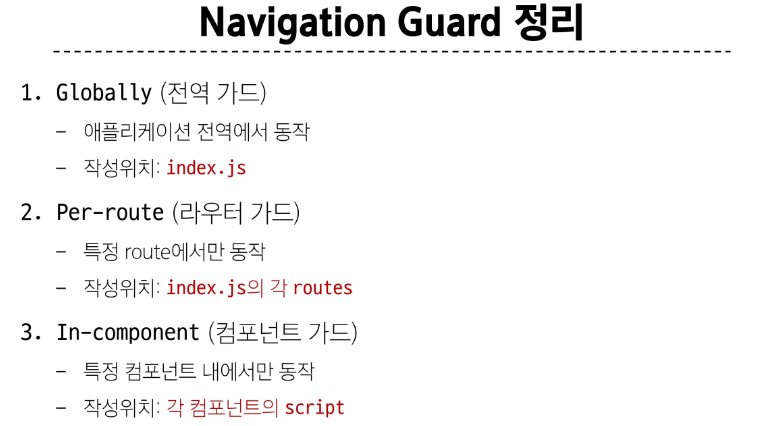 Navigation Guard 정리
1. Globally (전역 가드)
– 애플리케이션 전역에서 동작
– 작성위치: index.js
2. Per-route (라우터 가드)
– 특정 route에서만 동작
– 작성위치: index.js의 각 routes
3. In-component (컴포넌트 가드)
– 특정 컴포넌트 내에서만 동작
– 작성위치: 각 컴포넌트의 script